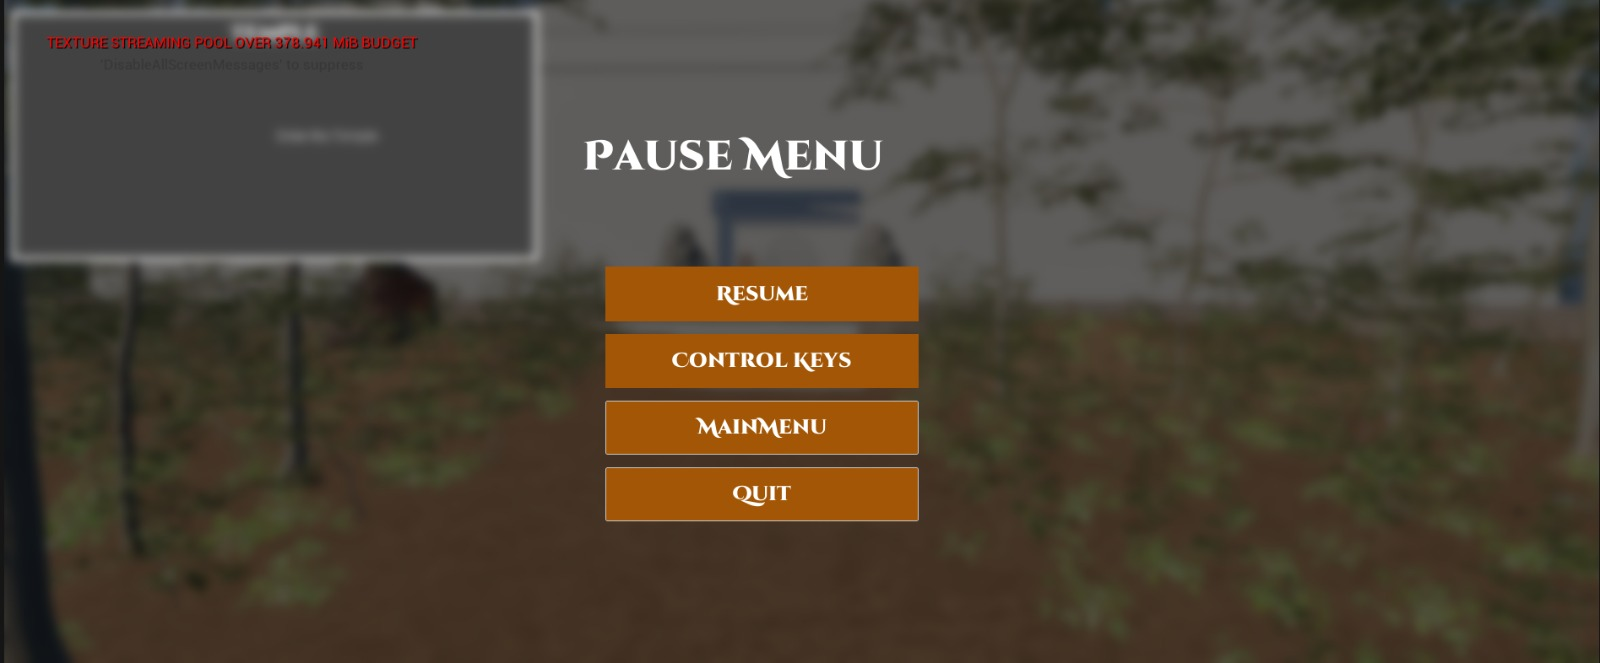 TEXTURE STREAMING POOL OVER 378.941 MiB BUDGET
'DisableAllScreenMessages' to suppress
PAUSE MENU
RESUME
CONTROL KEYS
MAINMENU
QUIT